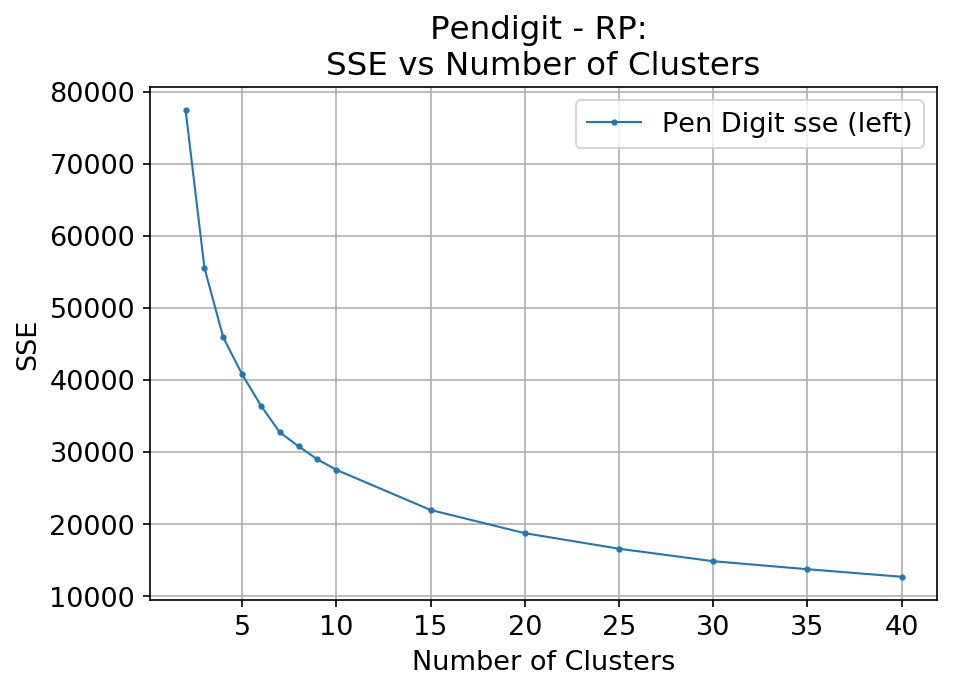 Pendigit - RP:
SSE vs Number of Clusters
Pen Digit sse (left)
SSE
80000
70000
60000
50000
40000
30000
20000
10000
5 10 15 20 25 30 35 40
Number of Clusters